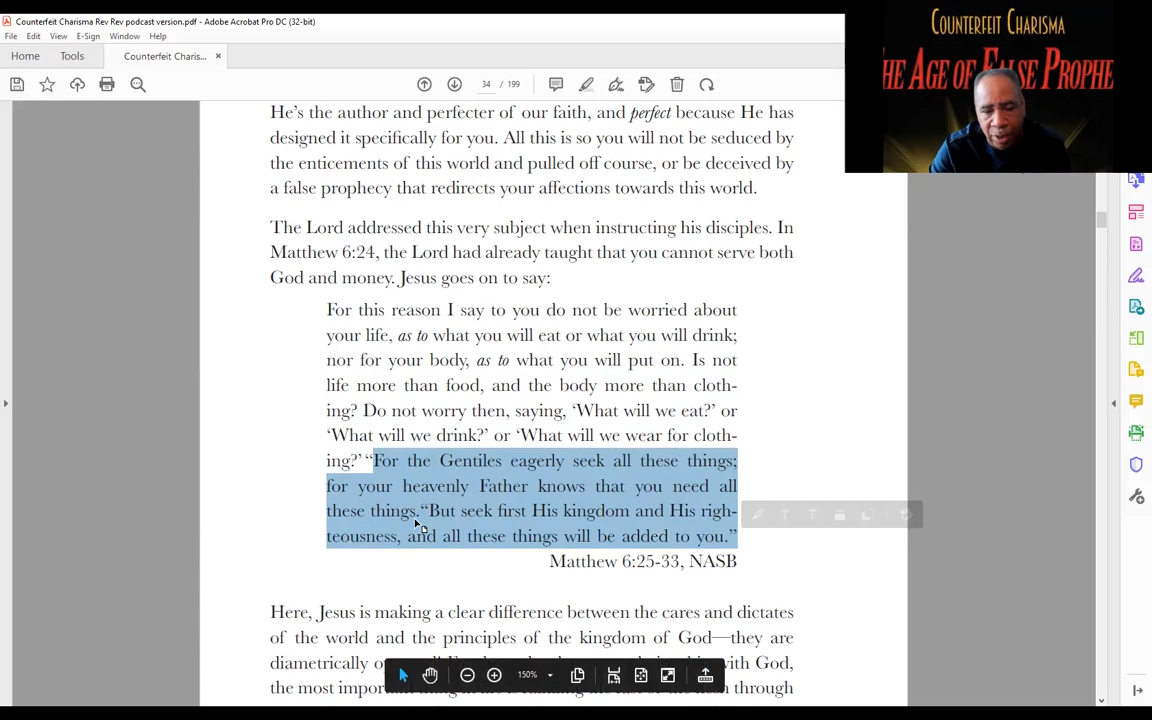 Counterfeit Charisma Rev Rev podcast version.pdf - Adobe Acrobat Pro DC (32-bit)
File Edit View E-Sign Window Help
Home Tools Counterfeit Charis... ×
34 / 199
COUNTERFEIT CHARISMA
HE AGE OF FALSE PROPHE
He's the author and perfecter of our faith, and perfect because He has
designed it specifically for you. All this is so you will not be seduced by
the enticements of this world and pulled off course, or be deceived by
a false prophecy that redirects your affections towards this world.
The Lord addressed this very subject when instructing his disciples. In
Matthew 6:24, the Lord had already taught that you cannot serve both
God and money. Jesus goes on to say:
For this reason I say to you do not be worried about
your life, as to what you will eat or what you will drink;
nor for your body, as to what you will put on. Is not
life more than food, and the body more than cloth-
ing? Do not worry then, saying, ‘What will we eat?’ or
‘What will we drink?’ or ‘What will we wear for cloth-
ing?’ “For the Gentiles eagerly seek all these things;
for your heavenly Father knows that you need all
these things.“But seek first His kingdom and His righ-
teousness, and all these things will be added to you.”
Matthew 6:25-33, NASB
Here, Jesus is making a clear difference between the cares and dictates
of the world and the principles of the kingdom of God—they are
diametrically with God,
the most through
150%